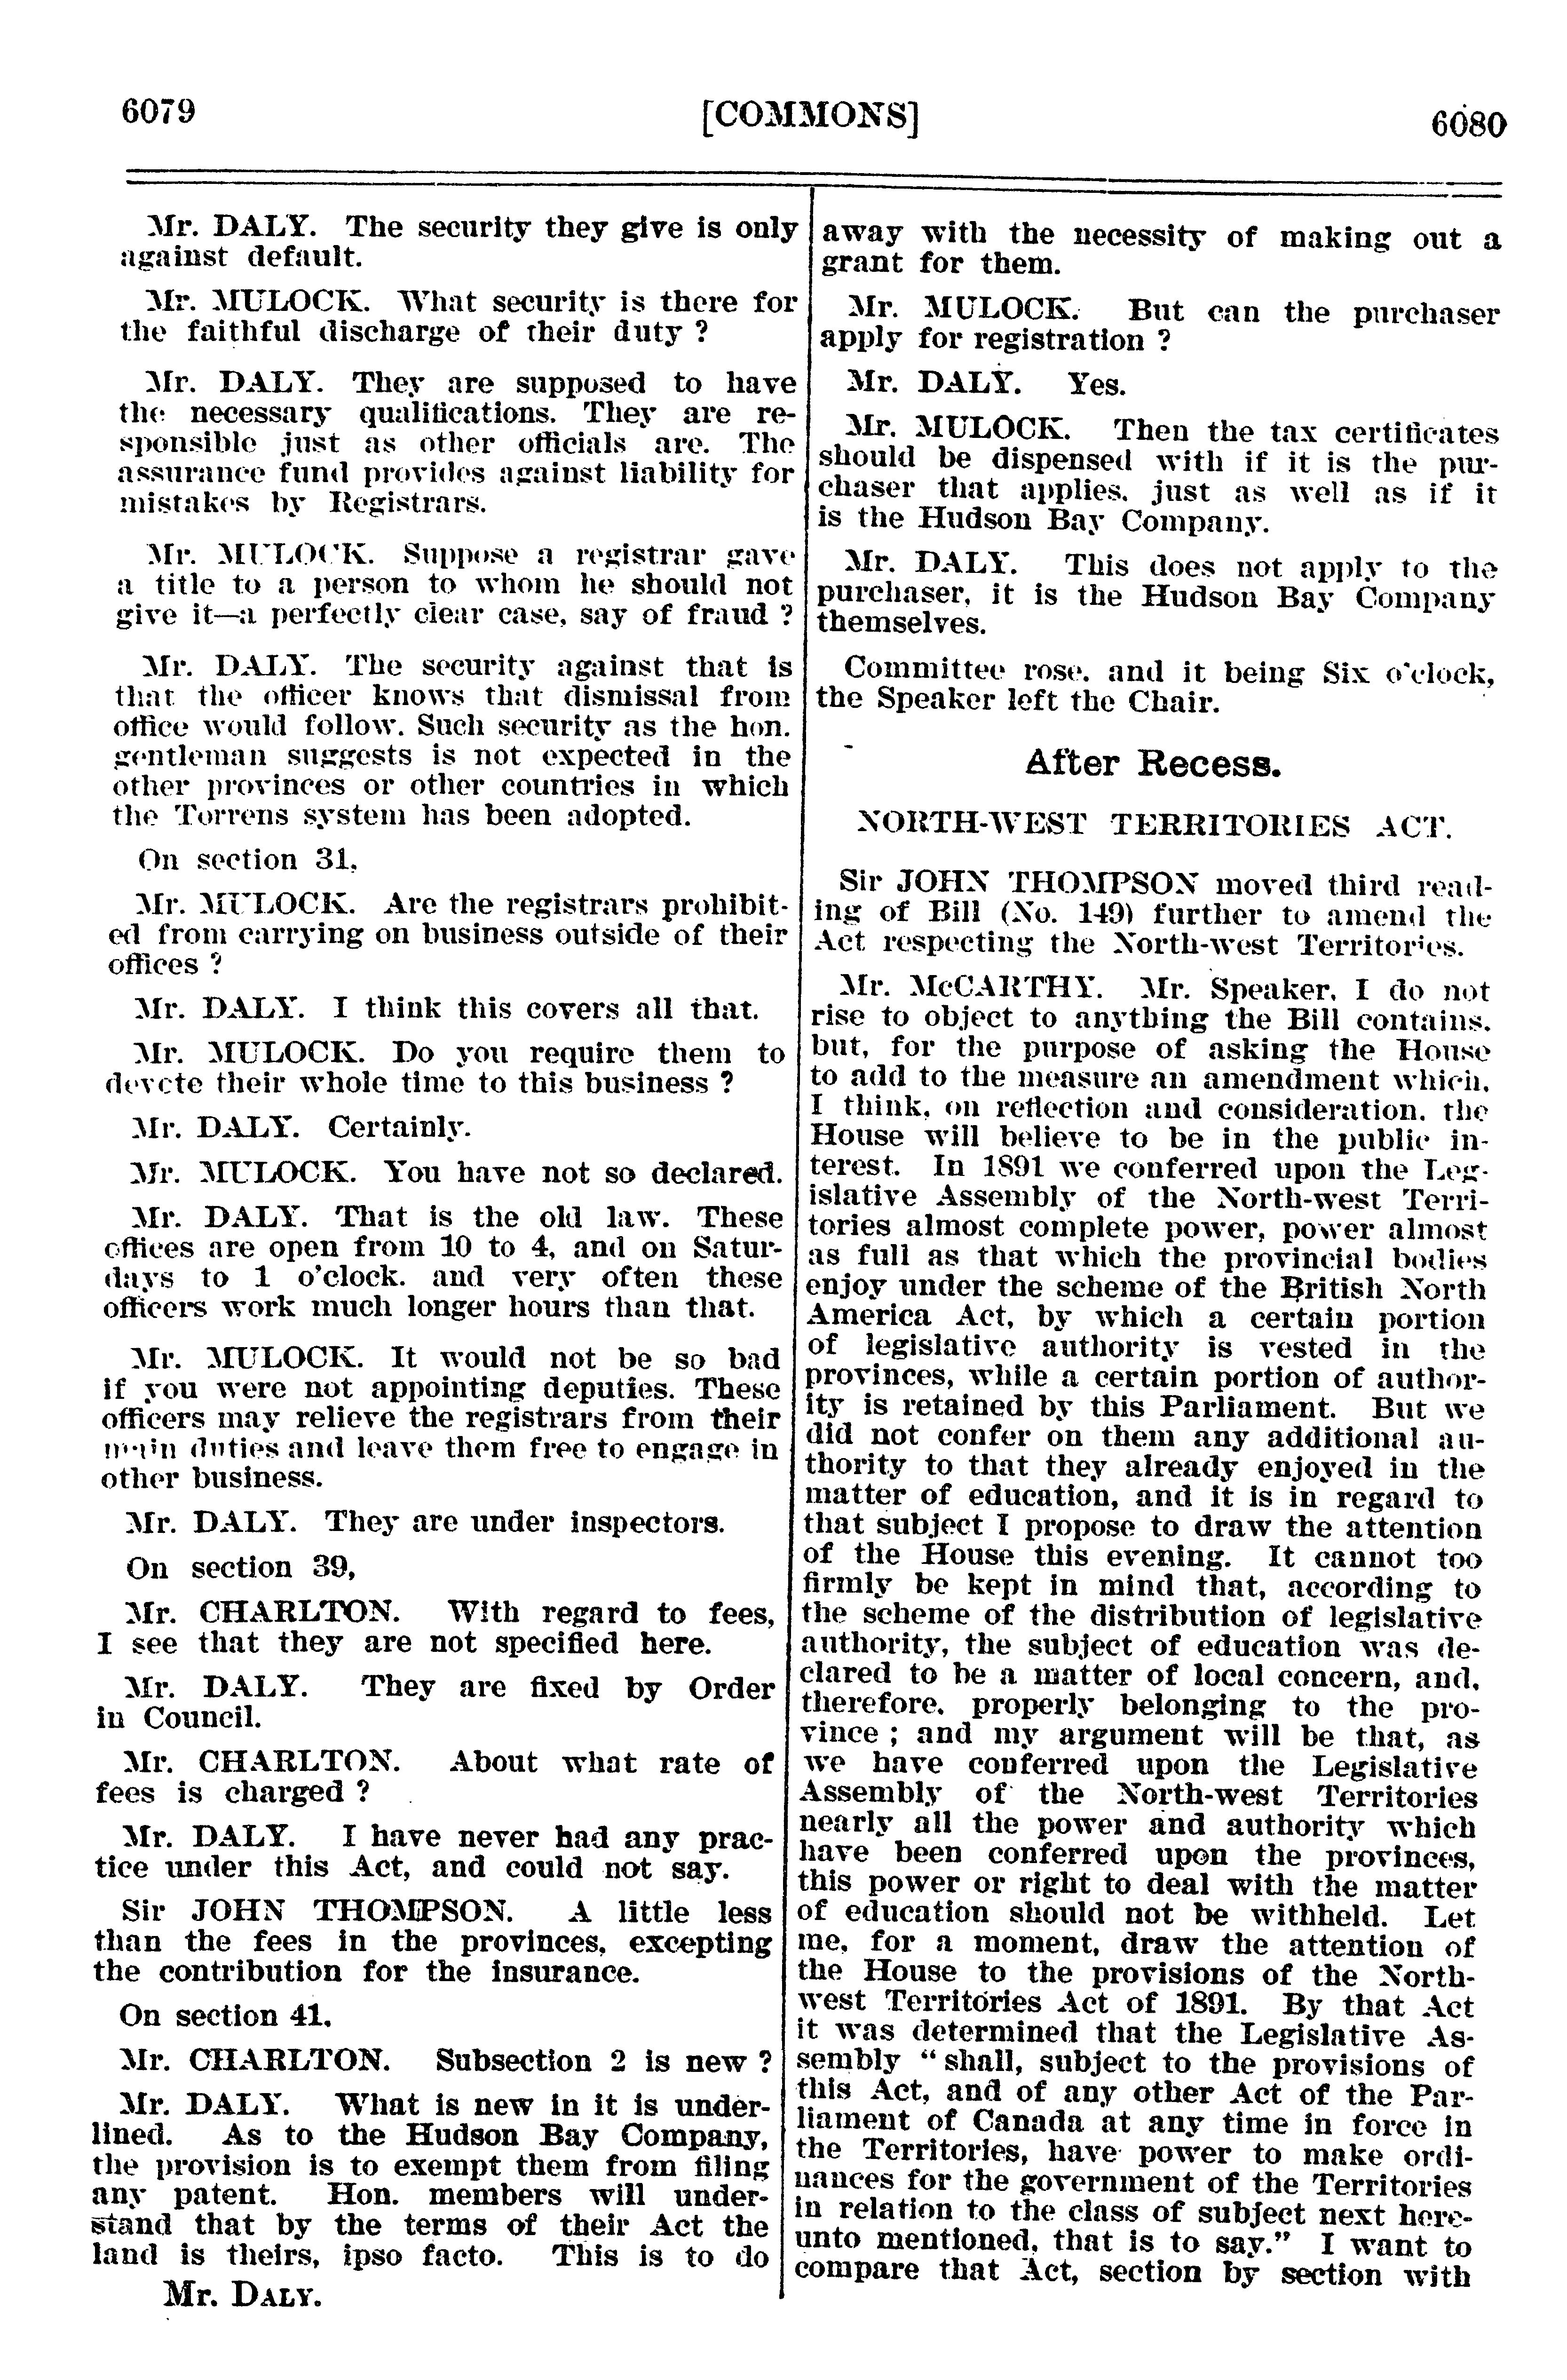 6079
[COMMONS]
6080
Mr. DALY. The security they give is only
against default.
Mr. MULOCK. What security is there for
the faithful discharge of their duty ?
Mr. DALY. They are supposed to have
the necessary qualifications. They are re-
sponsible just as other officials are. The
assurance fund provides against liability for
mistakes by Registrars.
Mr. MULOCK. Suppose a registrar gave
a title to a person to whom he should not
give it—a perfectly clear case, say of fraud ?
Mr. DALY. The security against that is
that the officer knows that dismissal from
office would follow. Such security as the hon.
gentleman suggests is not expected in the
other provinces or other countries in which
the Torrens system has been adopted.
On section 31,
Mr. MULOCK. Are the registrars prohibit-
ed from carrying on business outside of their
offices ?
Mr. DALY. I think this covers all that.
Mr. MULOCK. Do you require them to
devote their whole time to this business ?
Mr. DALY. Certainly.
Mr. MULOCK. You have not so declared.
Mr. DALY. That is the old law. These
offices are open from 10 to 4, and on Satur-
days to 1 o'clock, and very often these
officers work much longer hours than that.
Mr. MULOCK. It would not be so bad
if you were not appointing deputies. These
officers may relieve the registrars from their
main duties and leave them free to engage in
other business.
Mr. DALY. They are under inspectors.
On section 39,
Mr. CHARLTON. With regard to fees,
I see that they are not specified here.
Mr. DALY. They are fixed by Order
in Council.
Mr. CHARLTON. About what rate of
fees is charged ?
Mr. DALY. I have never had any prac-
tice under this Act, and could not say.
Sir JOHN THOMPSON. A little less
than the fees in the provinces, excepting
the contribution for the insurance.
On section 41,
Mr. CHARLTON. Subsection 2 is new ?
Mr. DALY. What is new in it is under-
lined. As to the Hudson Bay Company,
the provision is to exempt them from filing
any patent. Hon. members will under-
stand that by the terms of their Act the
land is theirs, ipso facto. This is to do
Mr. DALY.
away with the necessity of making out a
grant for them.
Mr. MULOCK. But can the purchaser
apply for registration ?
Mr. DALY. Yes.
Mr. MULOCK. Then the tax certificates
should be dispensed with if it is the pur-
chaser that applies, just as well as if it
is the Hudson Bay Company.
Mr. DALY. This does not apply to the
purchaser, it is the Hudson Bay Company
themselves.
Committee rose, and it being Six o'clock,
the Speaker left the Chair.
After Recess.
NORTH-WEST TERRITORIES ACT.
Sir JOHN THOMPSON moved third read-
ing of Bill (No. 149) further to amend the
Act respecting the North-west Territories.
Mr. McCARTHY. Mr. Speaker, I do not
rise to object to anything the Bill contains,
but, for the purpose of asking the House
to add to the measure an amendment which,
I think, on reflection and consideration, the
House will believe to be in the public in-
terest. In 1891 we conferred upon the Leg-
islative Assembly of the North-west Terri-
tories almost complete power, power almost
as full as that which the provincial bodies
enjoy under the scheme of the British North
America Act, by which a certain portion
of legislative authority is vested in the
provinces, while a certain portion of author-
ity is retained by this Parliament. But we
did not confer on them any additional au-
thority to that they already enjoyed in the
matter of education, and it is in regard to
that subject I propose to draw the attention
of the House this evening. It cannot too
firmly be kept in mind that, according to
the scheme of the distribution of legislative
authority, the subject of education was de-
clared to be a matter of local concern, and,
therefore, properly belonging to the pro-
vince ; and my argument will be that, as
we have conferred upon the Legislative
Assembly of the North-west Territories
nearly all the power and authority which
have been conferred upon the provinces,
this power or right to deal with the matter
of education should not be withheld. Let
me, for a moment, draw the attention of
the House to the provisions of the North-
west Territories Act of 1891. By that Act
it was determined that the Legislative As-
sembly " shall, subject to the provisions of
this Act, and of any other Act of the Par-
liament of Canada at any time in force in
the Territories, have power to make ordi-
nances for the government of the Territories
in relation to the class of subject next here-
unto mentioned, that is to say." I want to
compare that Act, section by section with